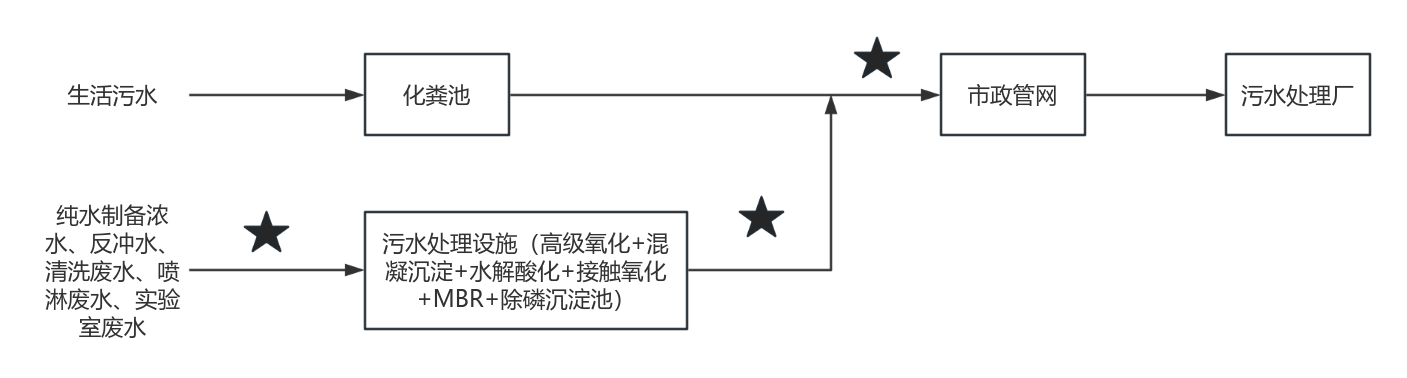 生活污水
化粪池
市政管网
污水处理厂
纯水制备浓
水、反冲水、
清洗废水、喷
淋废水、实验
室废水
污水处理设施（高级氧化+混
凝沉淀+水解酸化+接触氧化
+MBR+除磷沉淀池）